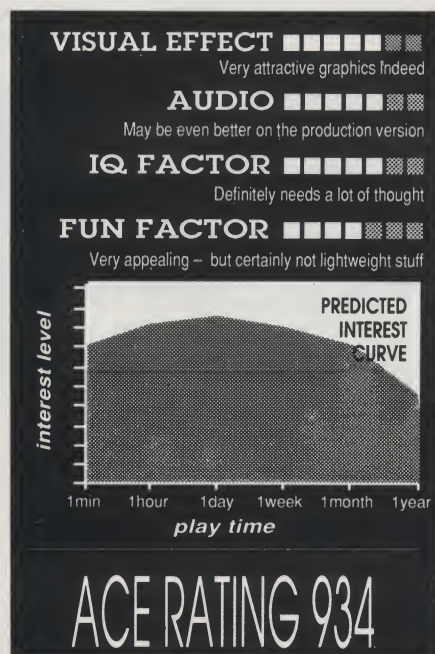 VISUAL EFFECT
Very attractive graphics indeed
AUDIO
May be even better on the production version
IQ FACTOR
Definitely needs a lot of thought
FUN FACTOR
Very appealing – but certainly not lightweight stuff
PREDICTED
INTEREST
CURVE
interest level
1min 1hour 1day 1week 1month 1year
play time
ACE RATING 934